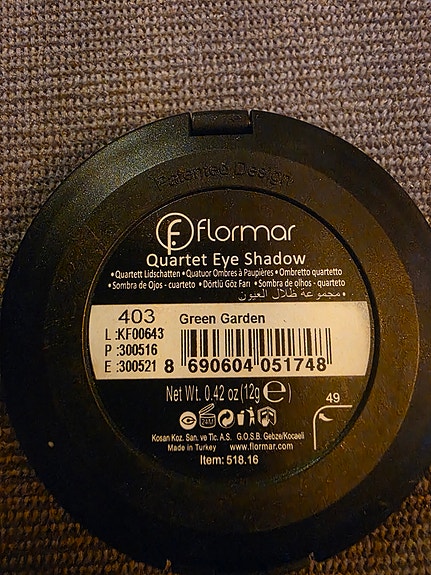 Patented Design
flormar
Quartet Eye Shadow
• Quartett Lidschatten • Quatuor Ombres à Paupières • Ombretto quartetto
• Sombra de Ojos - cuarteto • Dörtlü Göz Farı • Sombra de olhos - quarteto
• مجموعة ظلال العيون
403 Green Garden
L :KF00643
P :300516
E :300521
8 690604 051748
Net Wt. 0.42 oz (12g ℮)
24M
49
Kosan Koz. San. ve Tic. A.S. G.O.S.B. Gebze/Kocaeli
Made in Turkey www.flormar.com
Item: 518.16